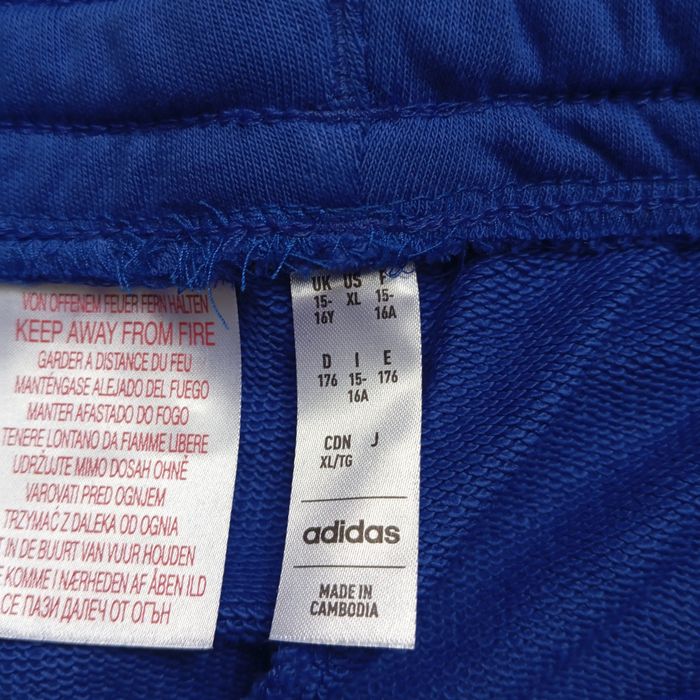 VON OFFENEM FEUER FERN HALTEN
KEEP AWAY FROM FIRE
GARDER A DISTANCE DU FEU
MANTÉNGASE ALEJADO DEL FUEGO
MANTER AFASTADO DO FOGO
TENERE LONTANO DA FIAMME LIBERE
UDRŽUJTE MIMO DOSAH OHNĚ
VAROVATI PRED OGNJEM
TRZYMAĆ Z DALEKA OD OGNIA
IN DE BUURT VAN VUUR HOUDEN
KOMME I NÆRHEDEN AF ÅBEN ILD
СЕ ПАЗИ ДАЛЕЧ ОТ ОГЪН
UK US F
15-16Y XL 15-16A
D I E
176 15-16A 176
CDN J
XL/TG
adidas
MADE IN
CAMBODIA